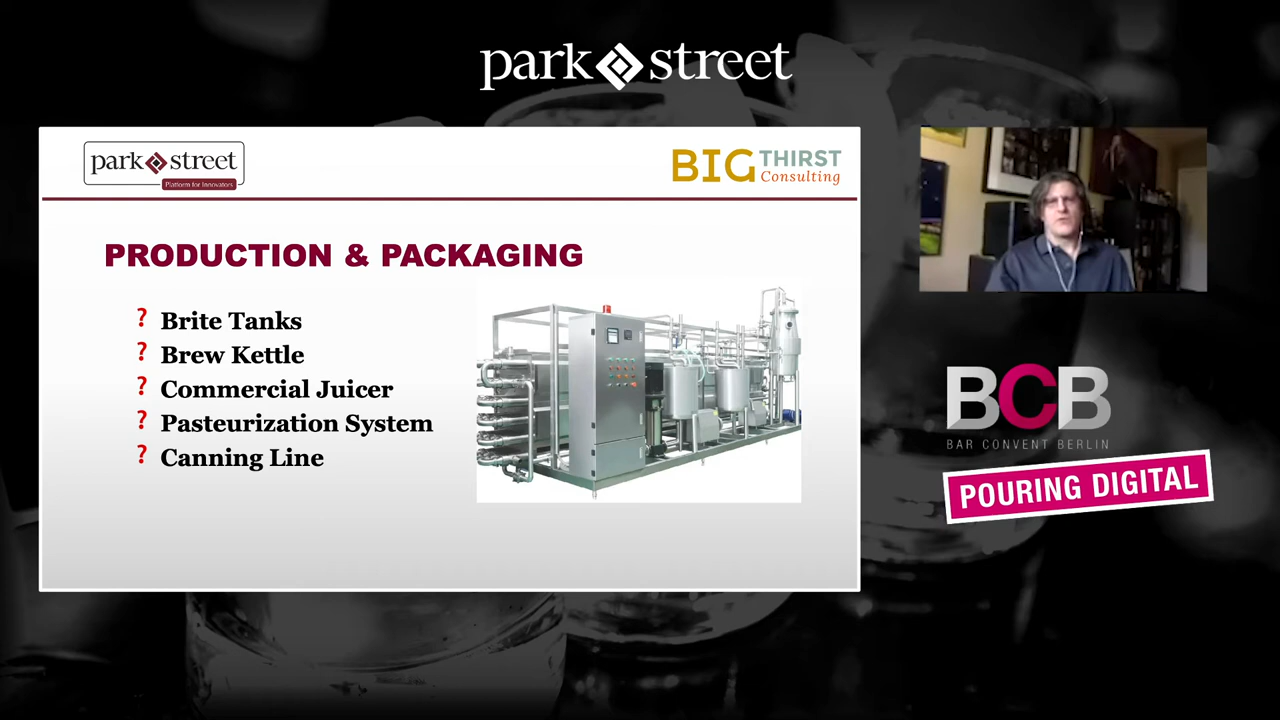 park street
park street
Platform for Innovators
BIG THIRST
Consulting
PRODUCTION & PACKAGING
? Brite Tanks
? Brew Kettle
? Commercial Juicer
? Pasteurization System
? Canning Line
BCB
BAR CONVENT BERLIN
POURING DIGITAL